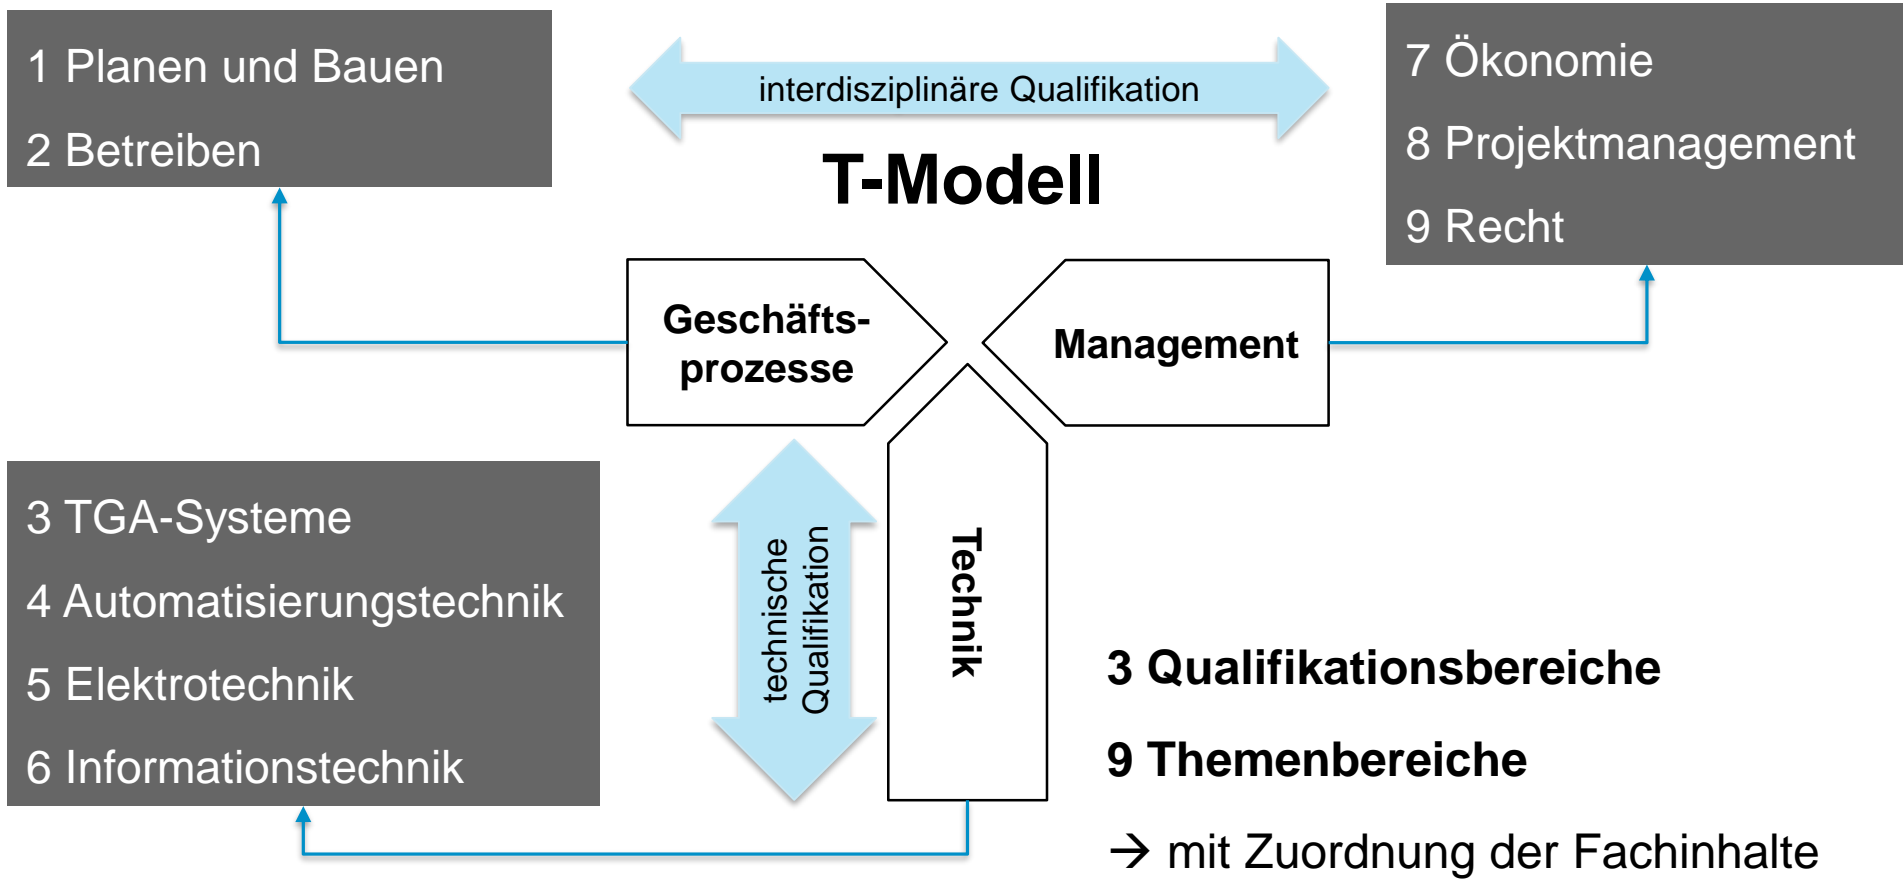 1 Planen und Bauen
2 Betreiben
interdisziplinäre Qualifikation
T-Modell
7 Ökonomie
8 Projektmanagement
9 Recht
Geschäfts-
prozesse
Management
3 TGA-Systeme
4 Automatisierungstechnik
5 Elektrotechnik
6 Informationstechnik
technische
Qualifikation
Technik
3 Qualifikationsbereiche
9 Themenbereiche
→ mit Zuordnung der Fachinhalte